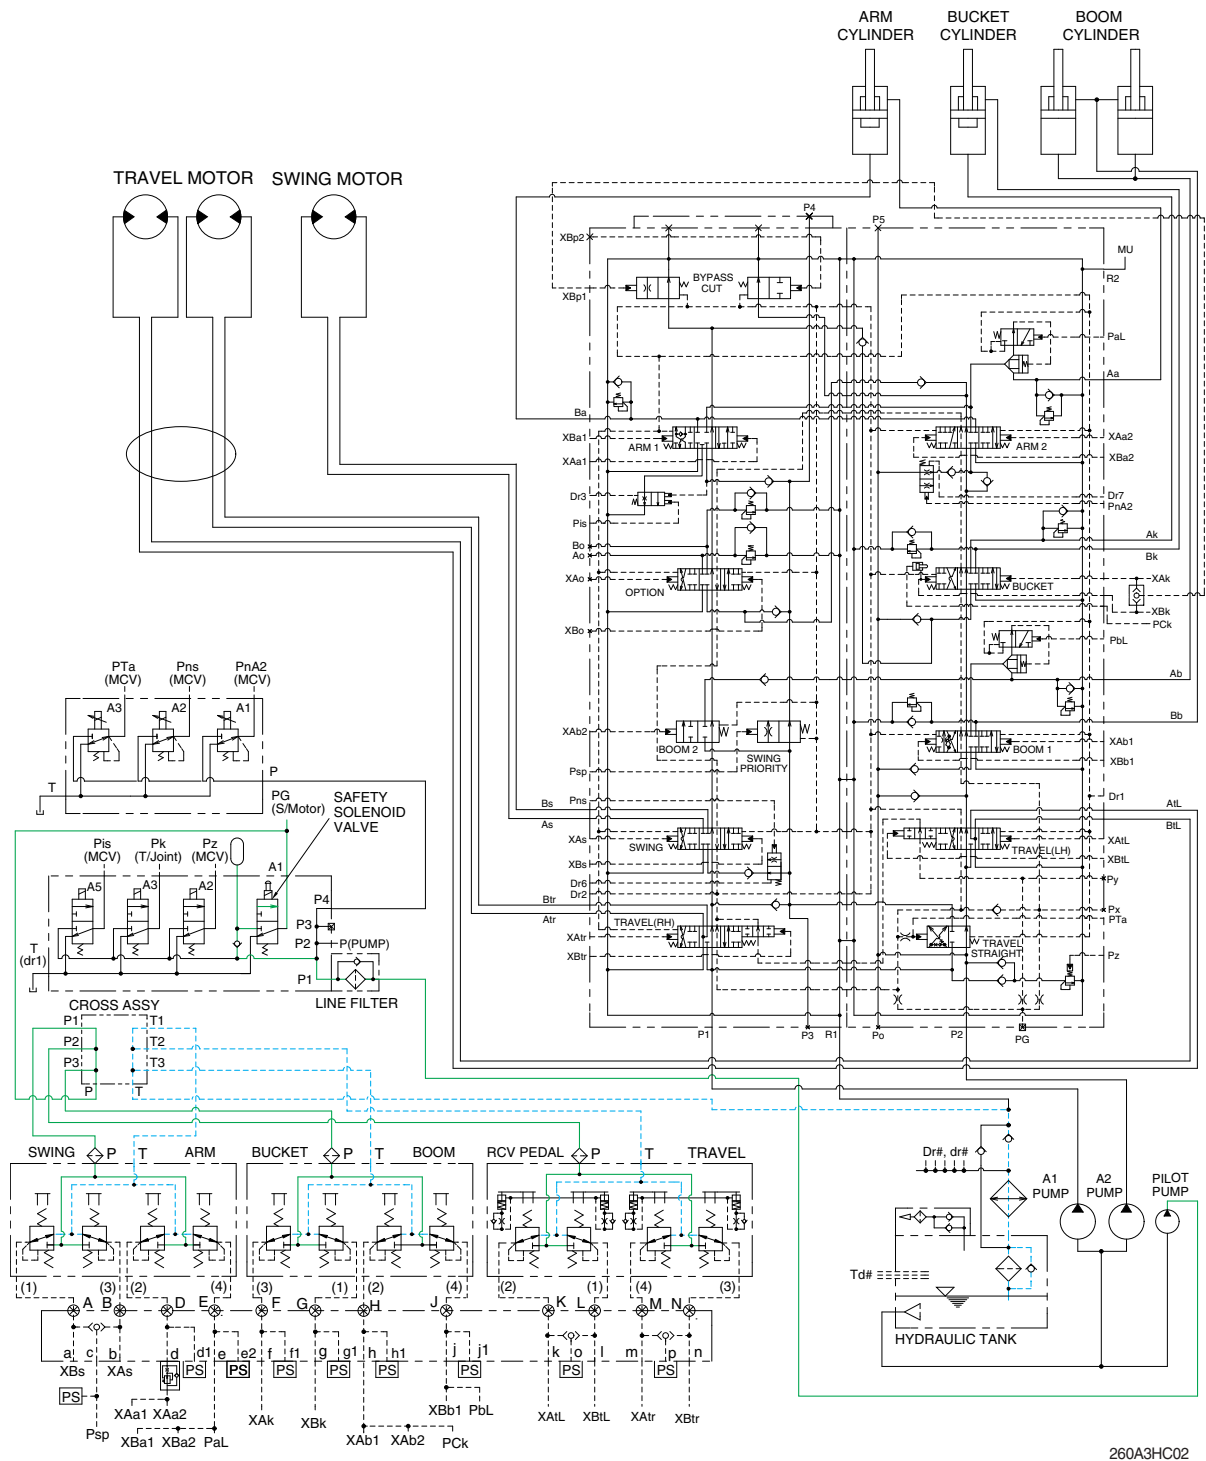 ARM
CYLINDER
BUCKET
CYLINDER
BOOM
CYLINDER
TRAVEL MOTOR
SWING MOTOR
P4
P5
XBp2
MU
R2
BYPASS
CUT
XBp1
PaL
Aa
Ba
XBa1
ARM 1
XAa1
ARM 2
XAa2
XBa2
Dr3
Pis
Dr7
PnA2
Bo
Ao
Ak
Bk
XAo
OPTION
BUCKET
XAk
XBk
PCk
XBo
PbL
Ab
Bb
XAb2
BOOM 2
SWING
PRIORITY
Psp
BOOM 1
XAb1
XBb1
Pns
Dr1
Bs
As
XAs
SWING
XBs
Dr6
Dr2
AtL
BtL
TRAVEL(LH)
XAtL
XBtL
Py
Btr
Atr
TRAVEL(RH)
XAtr
XBtr
Px
PTa
TRAVEL
STRAIGHT
Pz
P1
P3
R1
Po
P2
PG
PTa
(MCV)
Pns
(MCV)
PnA2
(MCV)
A3
A2
A1
T
P
PG
(S/Motor)
SAFETY
SOLENOID
VALVE
Pis
(MCV)
Pk
(T/Joint)
Pz
(MCV)
A1
A5
A3
A2
P4
P3
P2
P(PUMP)
P1
T
(dr1)
LINE FILTER
CROSS ASSY
P1
T1
P2
T2
P3
T3
P
T
SWING
P
T
ARM
BUCKET
P
T
BOOM
RCV PEDAL
P
T
TRAVEL
(1)
(3)
(2)
(4)
(3)
(1)
(2)
(4)
(2)
(1)
(4)
(3)
A
B
D
E
F
G
H
J
K
L
M
N
a
c
b
d
d1
e
e2
f
f1
g
g1
h
h1
j
j1
k
o
l
m
p
n
XBs
XAs
PS
PS
PS
PS
PS
PS
PS
PS
PS
Psp
XAa1
XAa2
XBa1
XBa2
PaL
XAk
XBk
XAb1
XAb2
PCk
XBb1
PbL
XAtL
XBtL
XAtr
XBtr
Dr#, dr#
A1
PUMP
A2
PUMP
PILOT
PUMP
Td#
HYDRAULIC TANK
260A3HC02